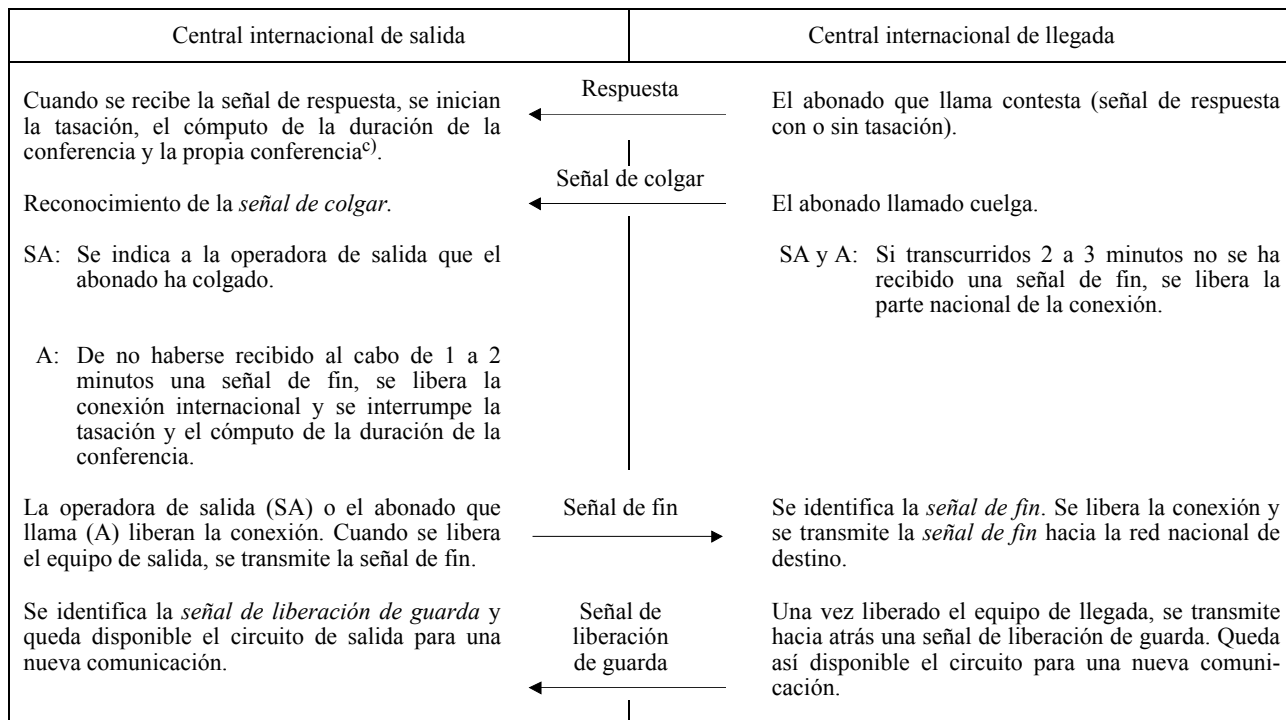 Central internacional de salida
Central internacional de llegada
Cuando se recibe la señal de respuesta, se inician
la tasación, el cómputo de la duración de la
conferencia y la propia conferencia c).
Respuesta
El abonado que llama contesta (señal de respuesta
con o sin tasación).
Reconocimiento de la señal de colgar.
Señal de colgar
El abonado llamado cuelga.
SA: Se indica a la operadora de salida que el
abonado ha colgado.
SA y A: Si transcurridos 2 a 3 minutos no se ha
recibido una señal de fin, se libera la
parte nacional de la conexión.
A: De no haberse recibido al cabo de 1 a 2
minutos una señal de fin, se libera la
conexión internacional y se interrumpe la
tasación y el cómputo de la duración de la
conferencia.
La operadora de salida (SA) o el abonado que
llama (A) liberan la conexión. Cuando se libera
el equipo de salida, se transmite la señal de fin.
Señal de fin
Se identifica la señal de fin. Se libera la conexión y
se transmite la señal de fin hacia la red nacional de
destino.
Se identifica la señal de liberación de guarda y
queda disponible el circuito de salida para una
nueva comunicación.
Señal de
liberación
de guarda
Una vez liberado el equipo de llegada, se transmite
hacia atrás una señal de liberación de guarda. Queda
así disponible el circuito para una nueva comuni-
cación.